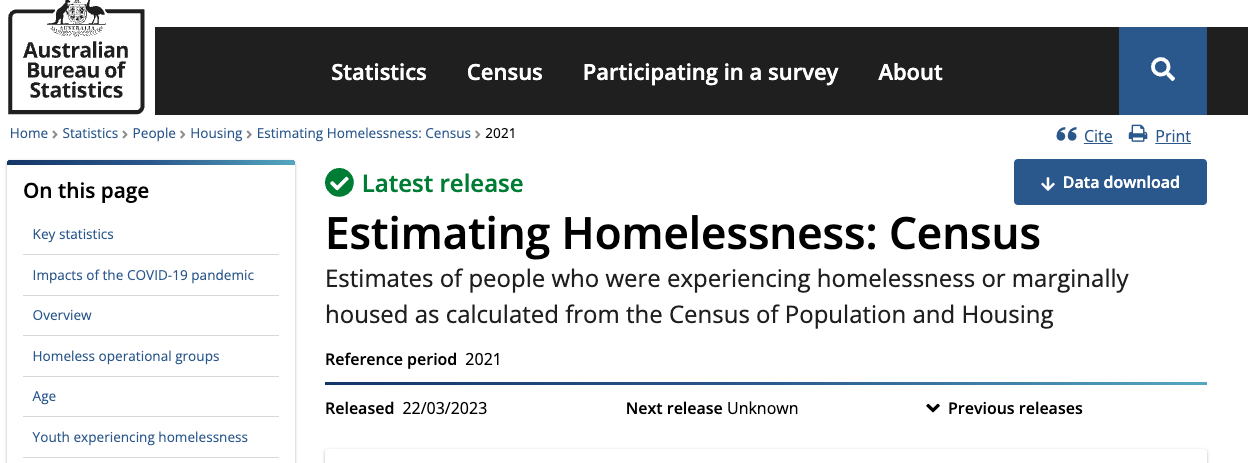 Australian
Bureau of
Statistics
Statistics Census Participating in a survey About
Home > Statistics > People > Housing > Estimating Homelessness: Census > 2021
Cite Print
On this page
Key statistics
Impacts of the COVID-19 pandemic
Overview
Homeless operational groups
Age
Youth experiencing homelessness
Latest release
Data download
Estimating Homelessness: Census
Estimates of people who were experiencing homelessness or marginally
housed as calculated from the Census of Population and Housing
Reference period 2021
Released 22/03/2023 Next release Unknown Previous releases